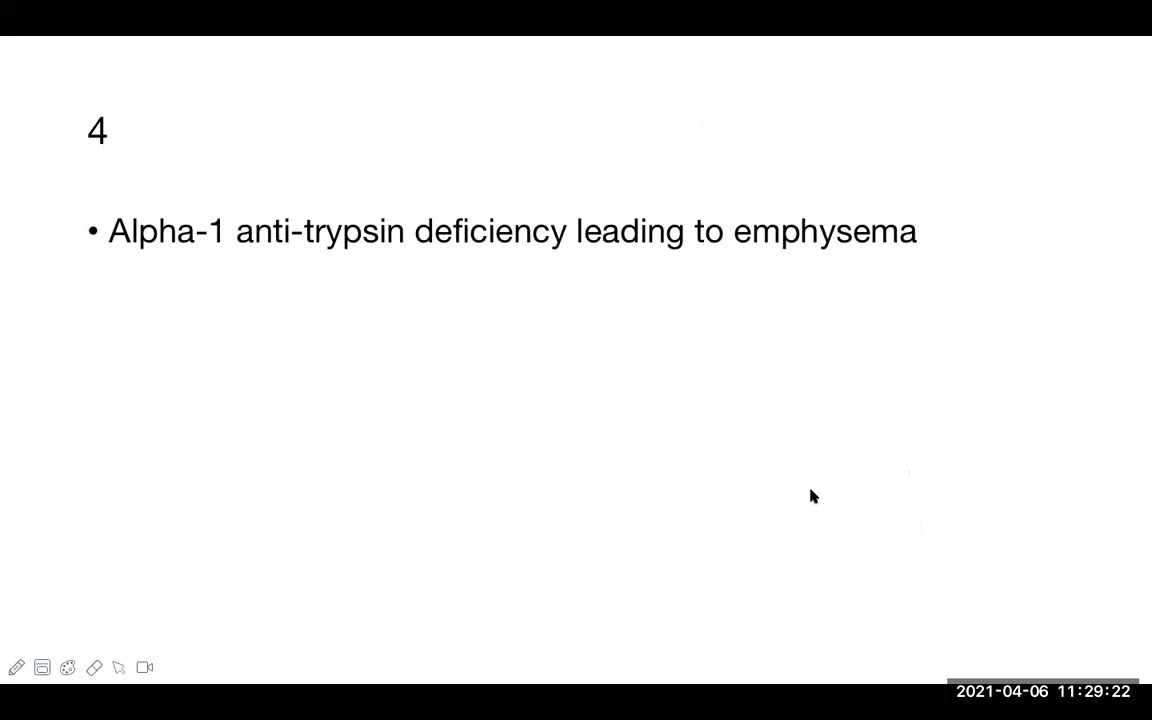 4
• Alpha-1 anti-trypsin deficiency leading to emphysema
2021-04-06 11:29:22